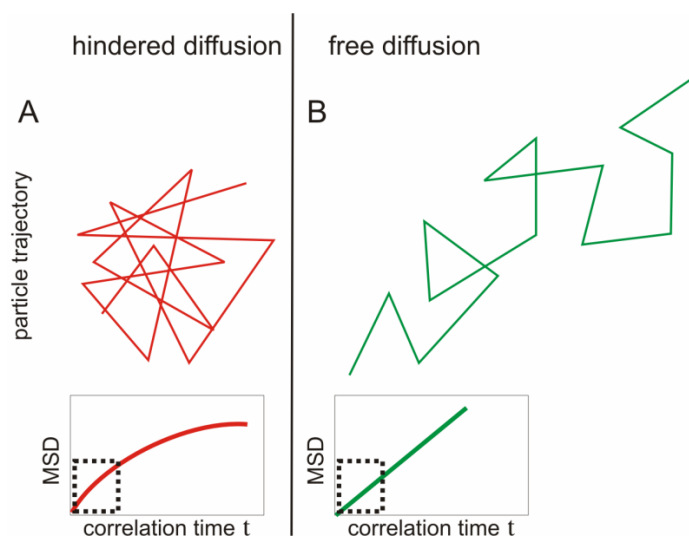 hindered diffusion
free diffusion
A
B
particle trajectory
MSD
correlation time t
MSD
correlation time t